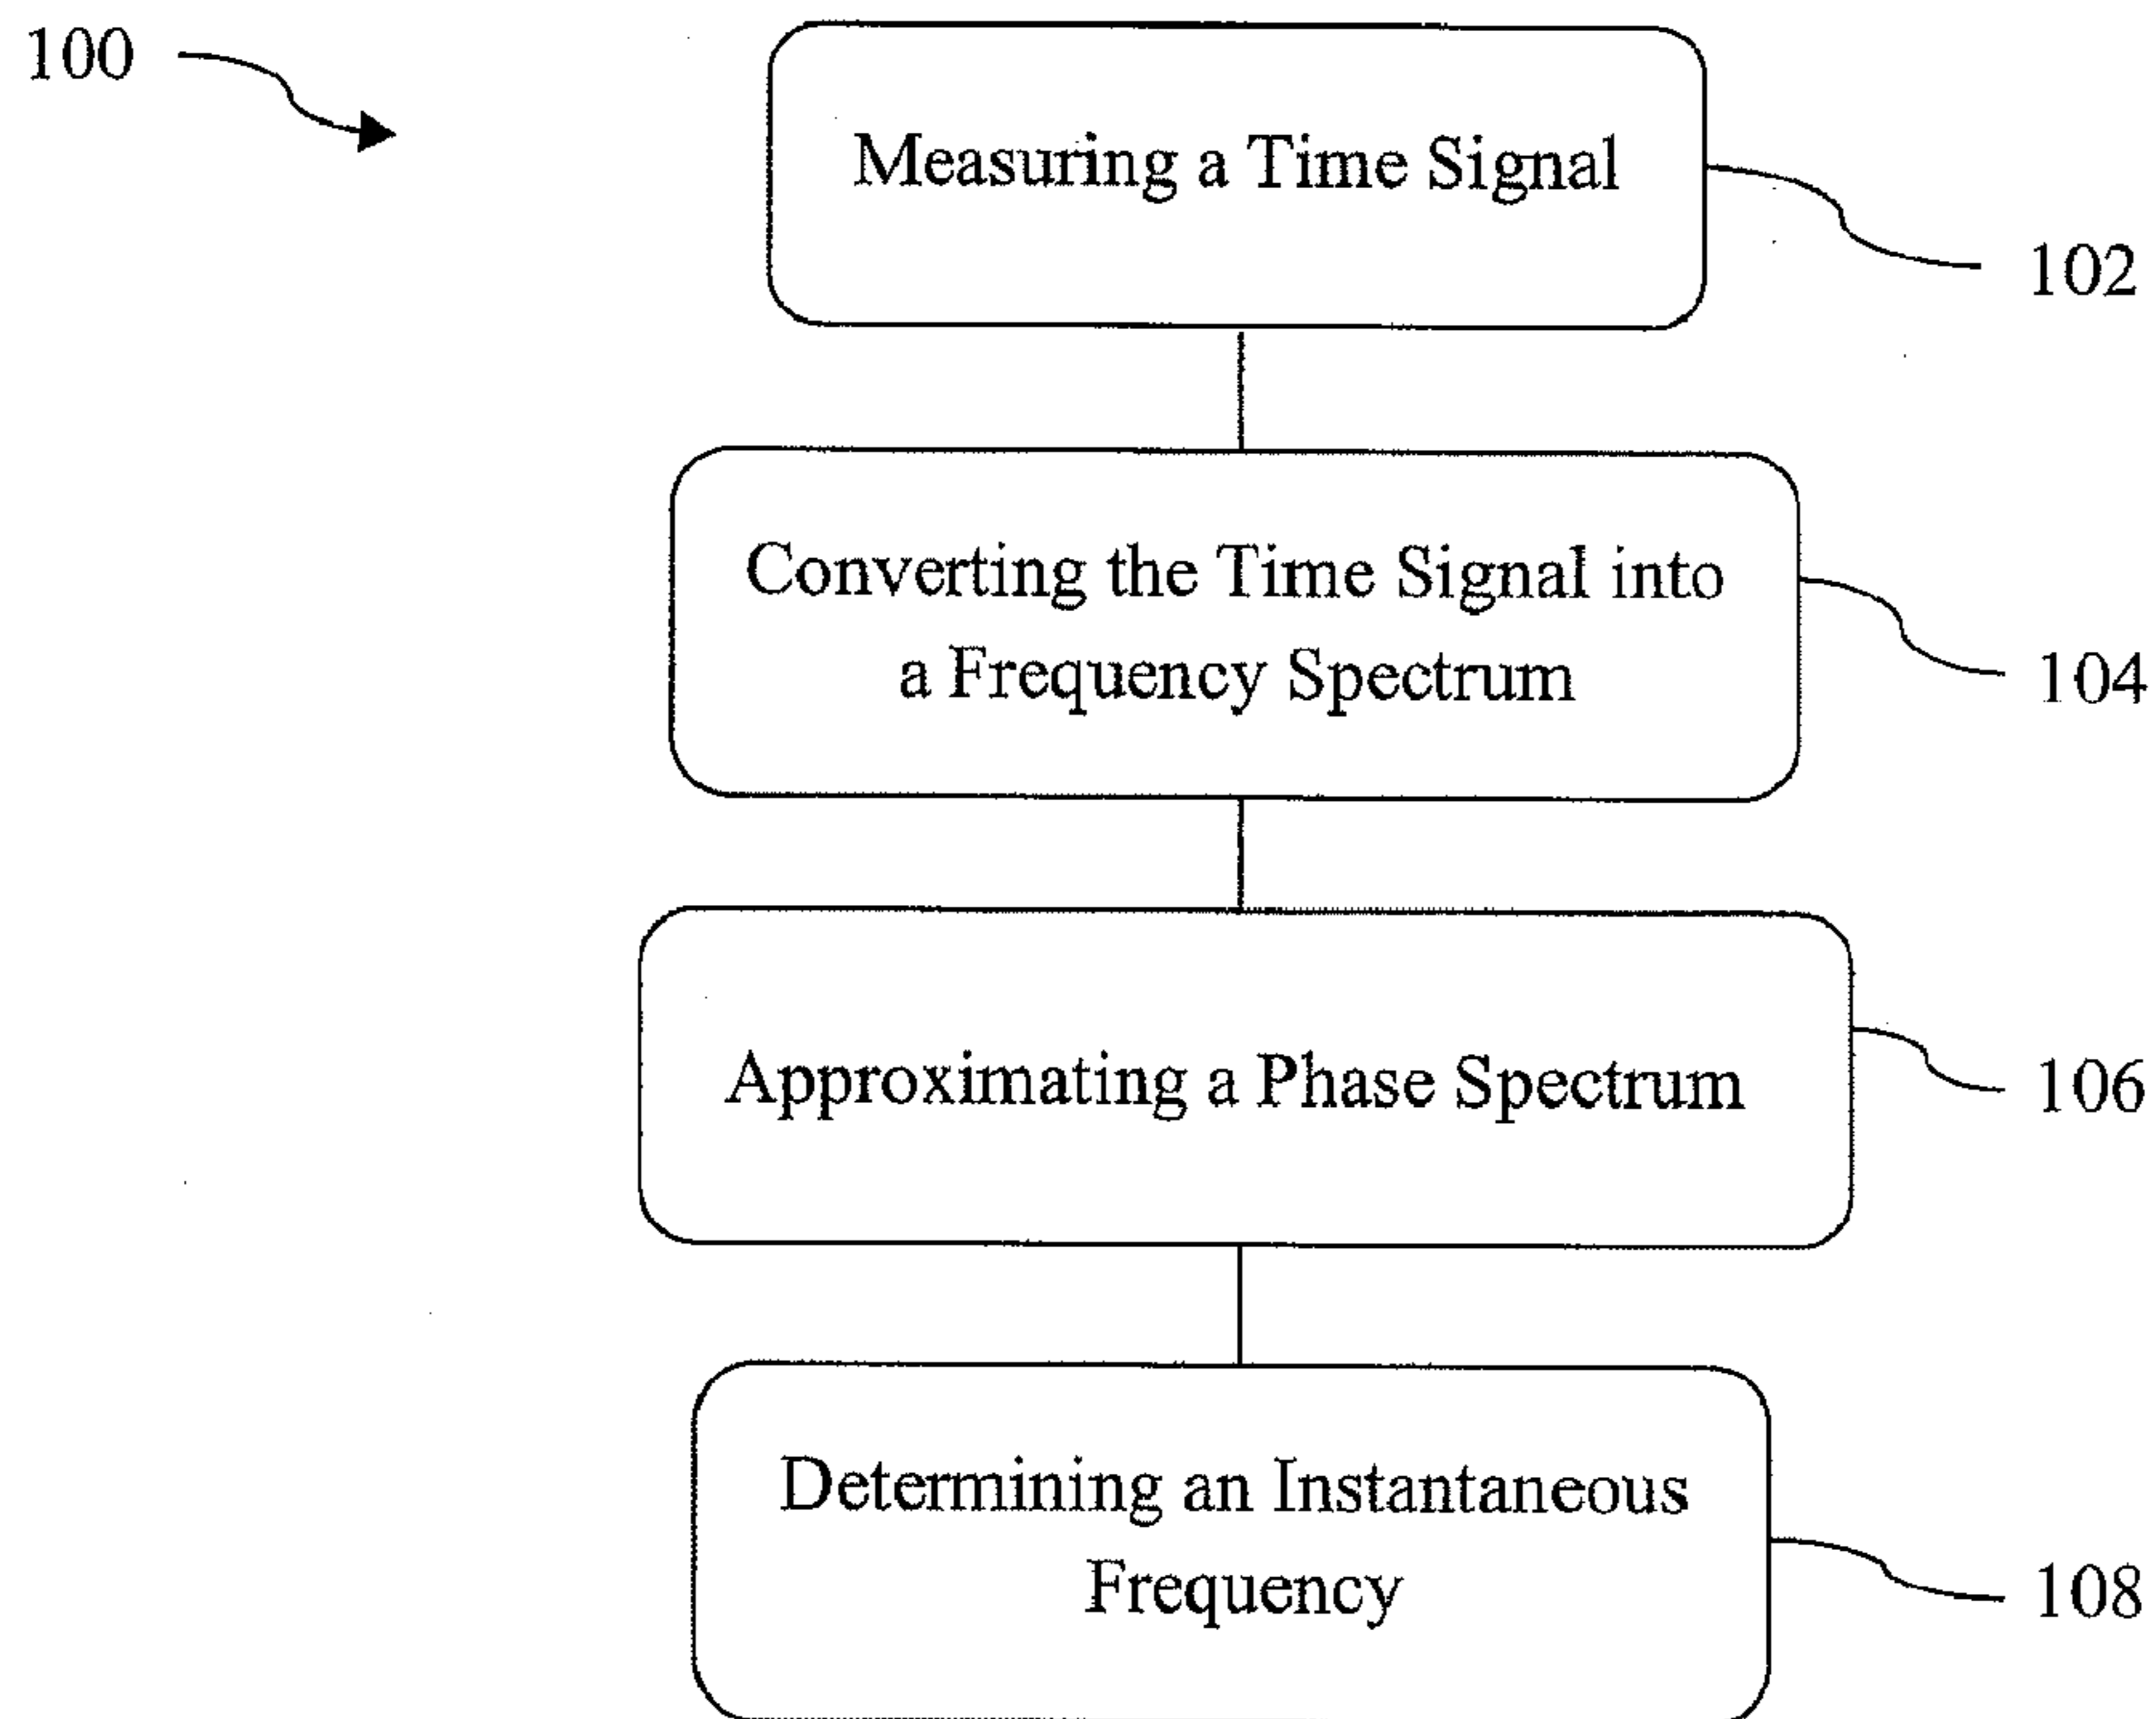 100
Measuring a Time Signal
102
Converting the Time Signal into
a Frequency Spectrum
104
Approximating a Phase Spectrum
106
Determining an Instantaneous
Frequency
108